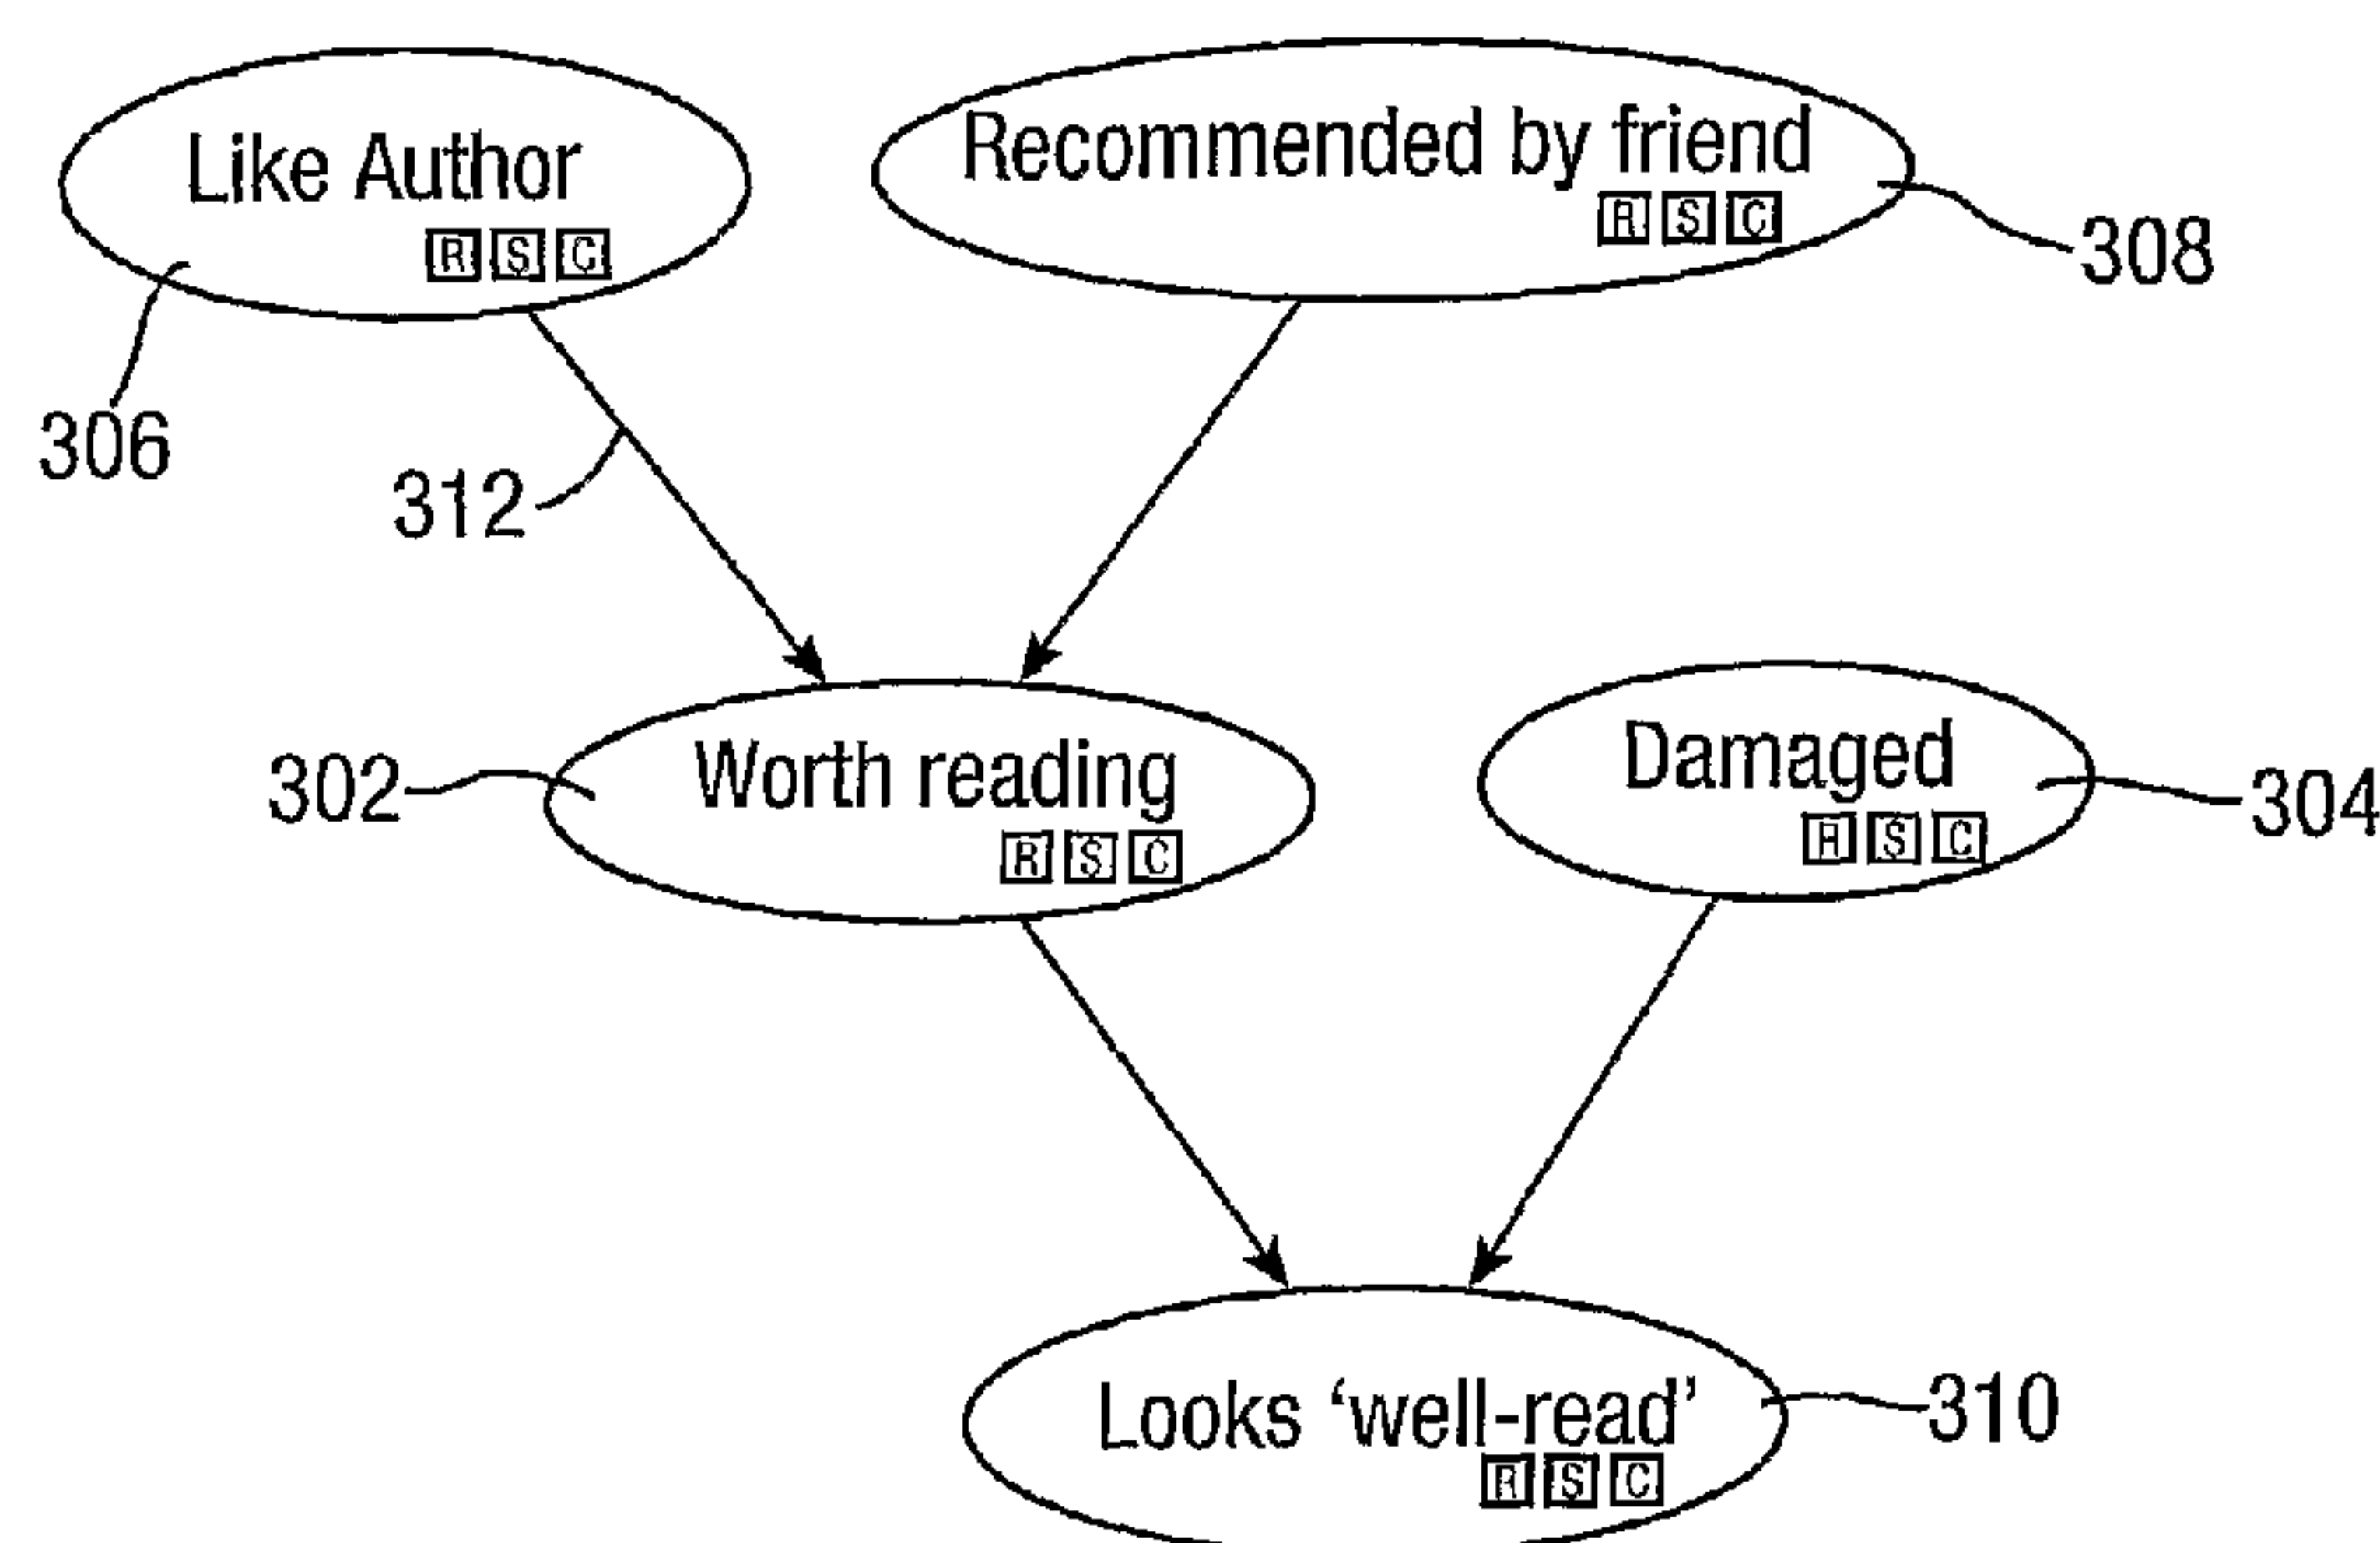 Like Author
R S C
Recommended by friend
R S C
308
306
312
Worth reading
R S C
302
Damaged
R S C
304
Looks ‘well-read’
R S C
310